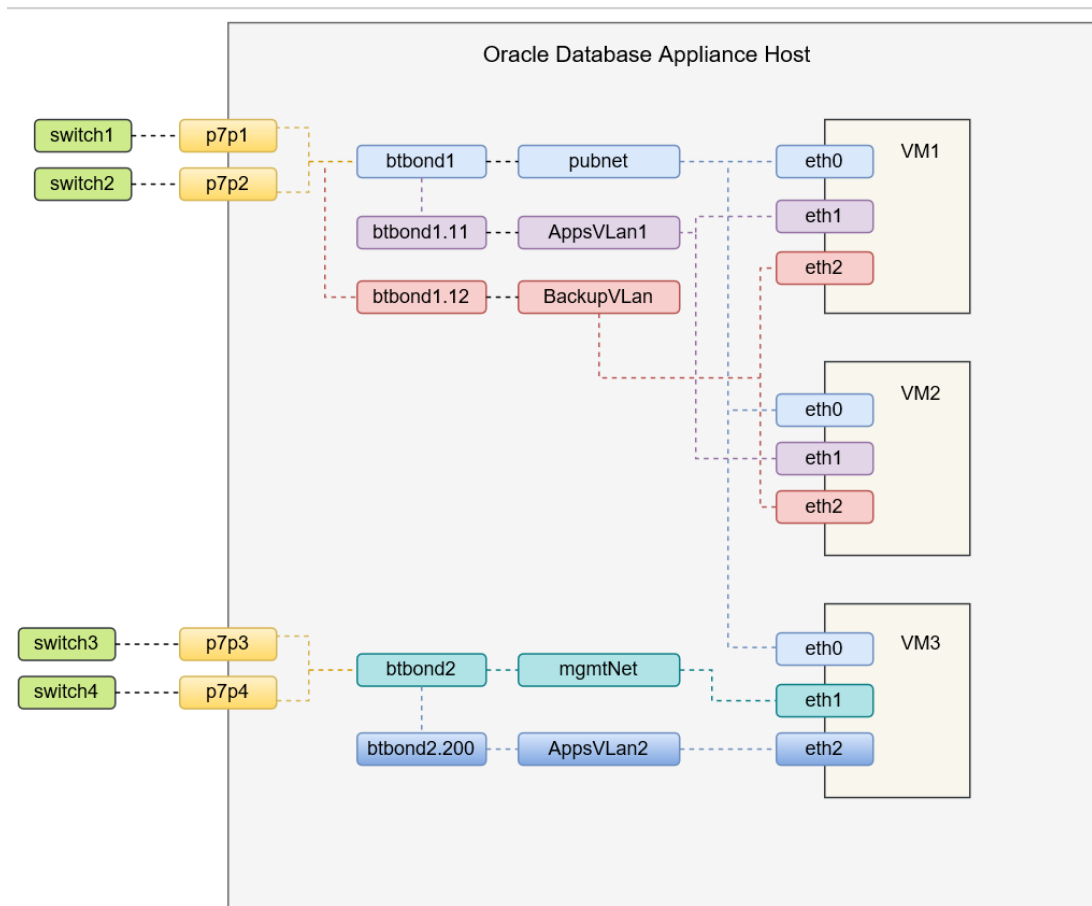 Oracle Database Appliance Host
switch1
p7p1
switch2
p7p2
btbond1
pubnet
btbond1.11
AppsVLan1
btbond1.12
BackupVLan
eth0
VM1
eth1
eth2
VM2
eth0
eth1
eth2
switch3
p7p3
switch4
p7p4
btbond2
mgmtNet
btbond2.200
AppsVLan2
eth0
VM3
eth1
eth2